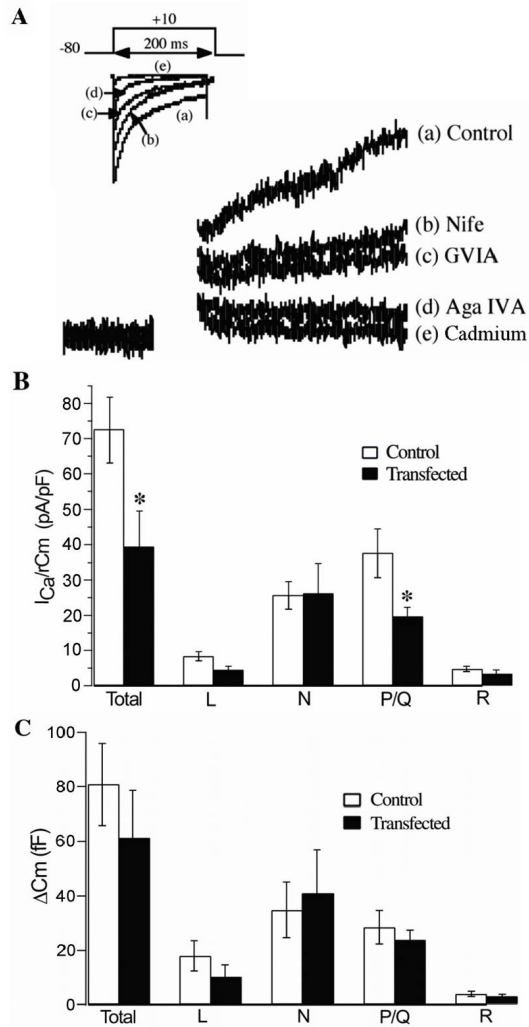 A
+10
-80
200 ms
(e)
(d)
(c)
(a)
(b)
(a) Control
(b) Nife
(c) GVIA
(d) Aga IVA
(e) Cadmium
B
80
70
60
50
40
30
20
10
0
I_Ca/rCm (pA/pF)
Control
Transfected
*
*
Total L N P/Q R
C
100
80
60
40
20
0
ΔCm (fF)
Control
Transfected
Total L N P/Q R